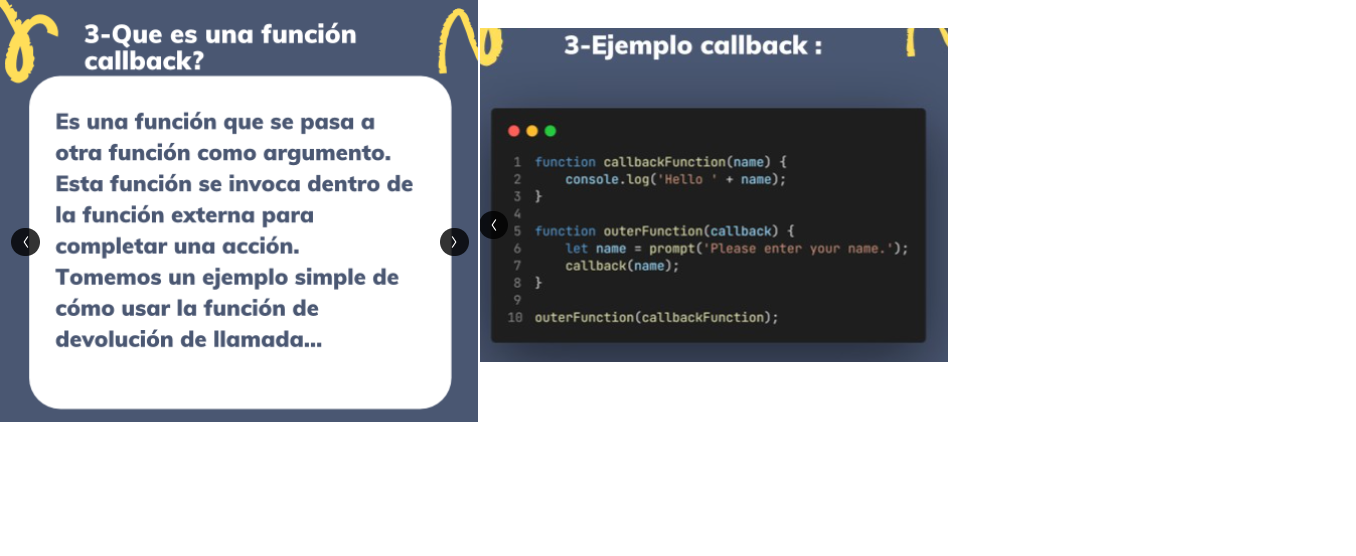 3-Que es una función
callback?
Es una función que se pasa a
otra función como argumento.
Esta función se invoca dentro de
la función externa para
completar una acción.
Tomemos un ejemplo simple de
cómo usar la función de
devolución de llamada...
3-Ejemplo callback :
1 function callbackFunction(name) {
2     console.log('Hello ' + name);
3 }
4
5 function outerFunction(callback) {
6     let name = prompt('Please enter your name.');
7     callback(name);
8 }
9
10 outerFunction(callbackFunction);